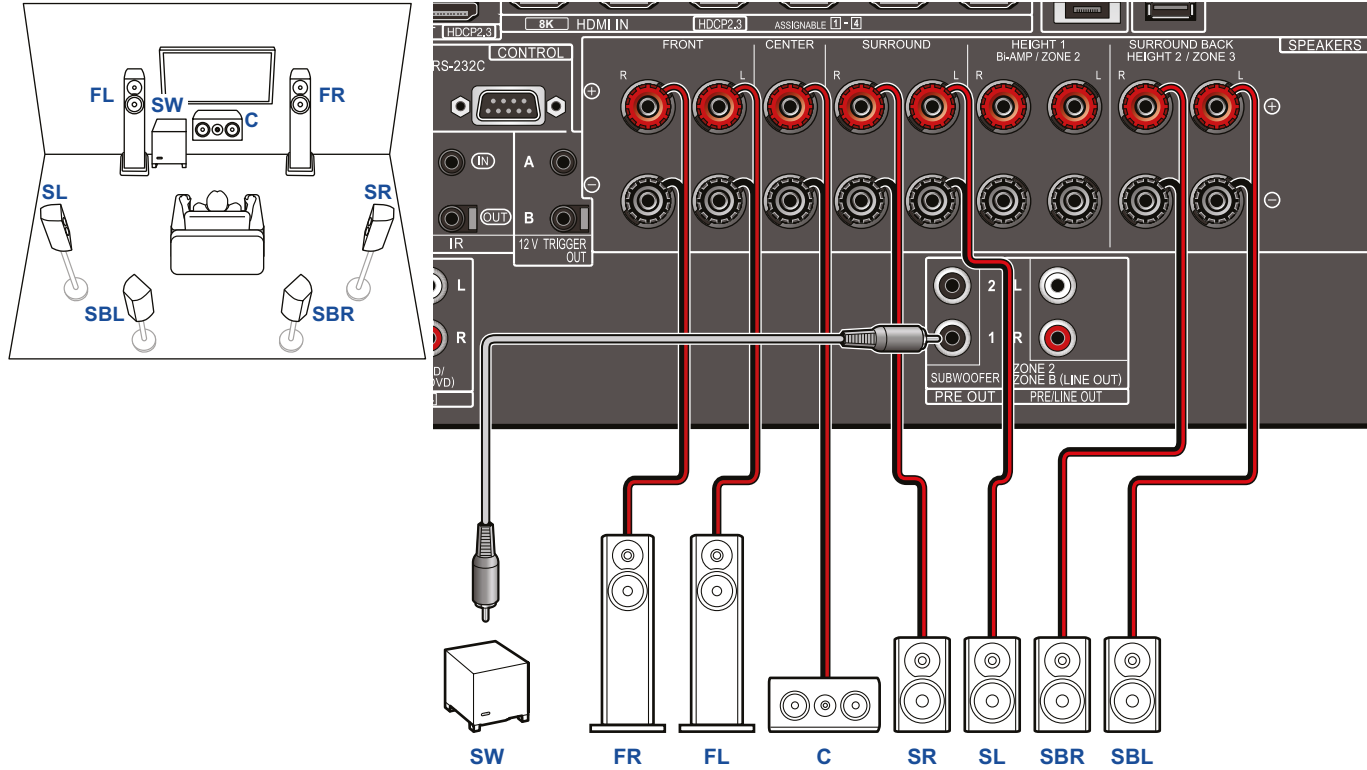 FL
SW
C
FR
SL
SR
SBL
SBR
HDCP2.3
8K HDMI IN HDCP2.3 ASSIGNABLE 1 - 4
CONTROL
RS-232C
IN
OUT
IR
A
B
12 V TRIGGER
OUT
FRONT
CENTER
SURROUND
HEIGHT 1
Bi-AMP / ZONE 2
SURROUND BACK
HEIGHT 2 / ZONE 3
SPEAKERS
R L R L R L R L
+ +
− −
L
R
D/
DVD)
2 L
1 R
SUBWOOFER
ZONE 2
ZONE B (LINE OUT)
PRE OUT
PRE/LINE OUT
SW FR FL C SR SL SBR SBL